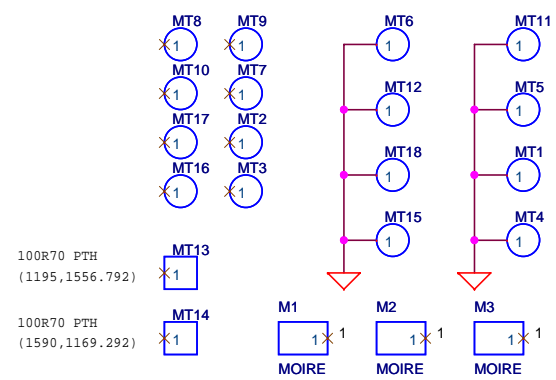 MT8 MT9 MT6 MT11
1 1 1 1
MT10 MT7 MT12 MT5
1 1 1 1
MT17 MT2 MT18 MT1
1 1 1 1
MT16 MT3 MT15 MT4
1 1 1 1
100R70 PTH MT13
(1195,1556.792) 1
100R70 PTH MT14 M1 M2 M3
(1590,1169.292) 1 1 1 1 1 1 1
MOIRE MOIRE MOIRE